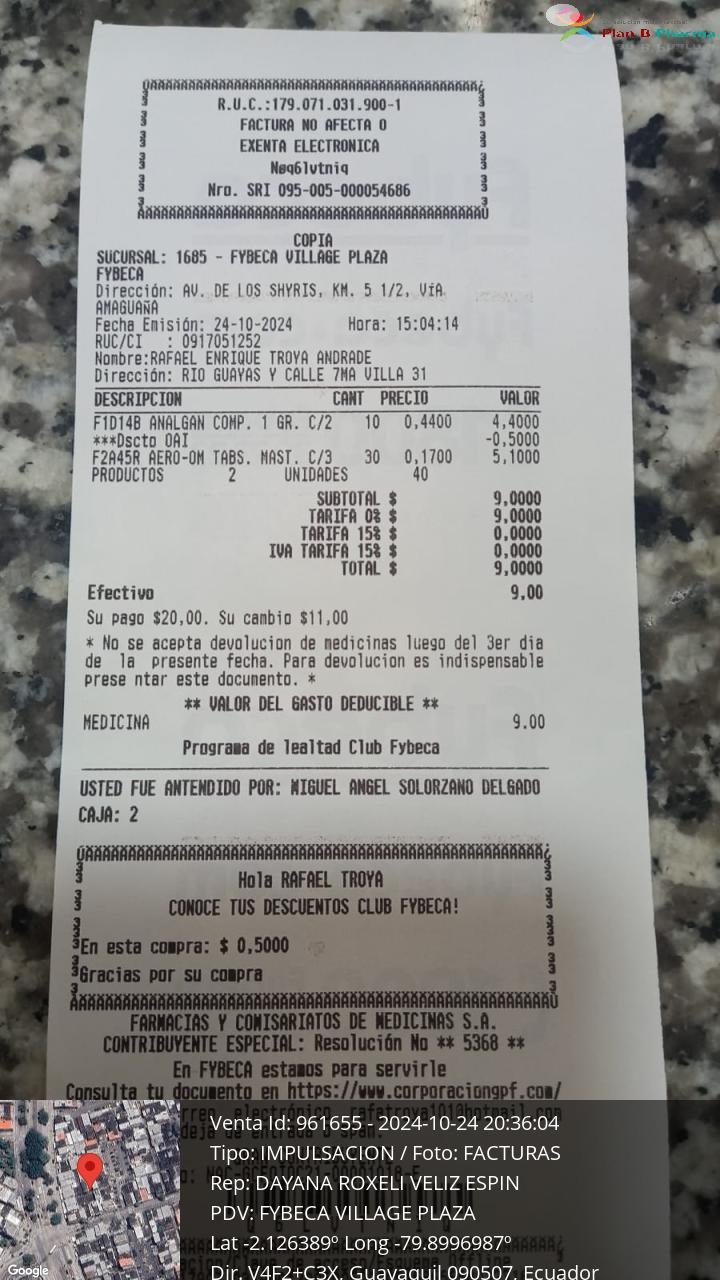 Plan B Pharma
R.U.C.:179.071.031.900-1
FACTURA NO AFECTA O
EXENTA ELECTRONICA
Nøq6lvtniq
Nro. SRI 095-005-000054686
COPIA
SUCURSAL: 1685 - FYBECA VILLAGE PLAZA
FYBECA
Dirección: AV. DE LOS SHYRIS, KM. 5 1/2, VíA
AMAGUAñA
Fecha Emisión: 24-10-2024 Hora: 15:04:14
RUC/CI : 0917051252
Nombre:RAFAEL ENRIQUE TROYA ANDRADE
Dirección: RIO GUAYAS Y CALLE 7MA VILLA 31
DESCRIPCION CANT PRECIO VALOR
F1D14B ANALGAN COMP. 1 GR. C/2 10 0,4400 4,4000
***Dscto OAI -0,5000
F2A45R AERO-OM TABS. MAST. C/3 30 0,1700 5,1000
PRODUCTOS 2 UNIDADES 40
SUBTOTAL $ 9,0000
TARIFA 0% $ 9,0000
TARIFA 15% $ 0,0000
IVA TARIFA 15% $ 0,0000
TOTAL $ 9,0000
Efectivo 9,00
Su pago $20,00. Su cambio $11,00
* No se acepta devolucion de medicinas luego del 3er dia
de la presente fecha. Para devolucion es indispensable
prese ntar este documento. *
** VALOR DEL GASTO DEDUCIBLE **
MEDICINA 9.00
Programa de lealtad Club Fybeca
USTED FUE ANTENDIDO POR: MIGUEL ANGEL SOLORZANO DELGADO
CAJA: 2
Hola RAFAEL TROYA
CONOCE TUS DESCUENTOS CLUB FYBECA!
En esta compra: $ 0,5000
Gracias por su compra
FARMACIAS Y COMISARIATOS DE MEDICINAS S.A.
CONTRIBUYENTE ESPECIAL: Resolución No ** 5368 **
En FYBECA estamos para servirle
Consulta tu documento en https://www.corporaciongpf.com/
Venta Id: 961655 - 2024-10-24 20:36:04
Tipo: IMPULSACION / Foto: FACTURAS
Rep: DAYANA ROXELI VELIZ ESPIN
PDV: FYBECA VILLAGE PLAZA
Lat -2.126389º Long -79.8996987º
Dir. V4F2+C3X, Guayaquil 090507, Ecuador
Google